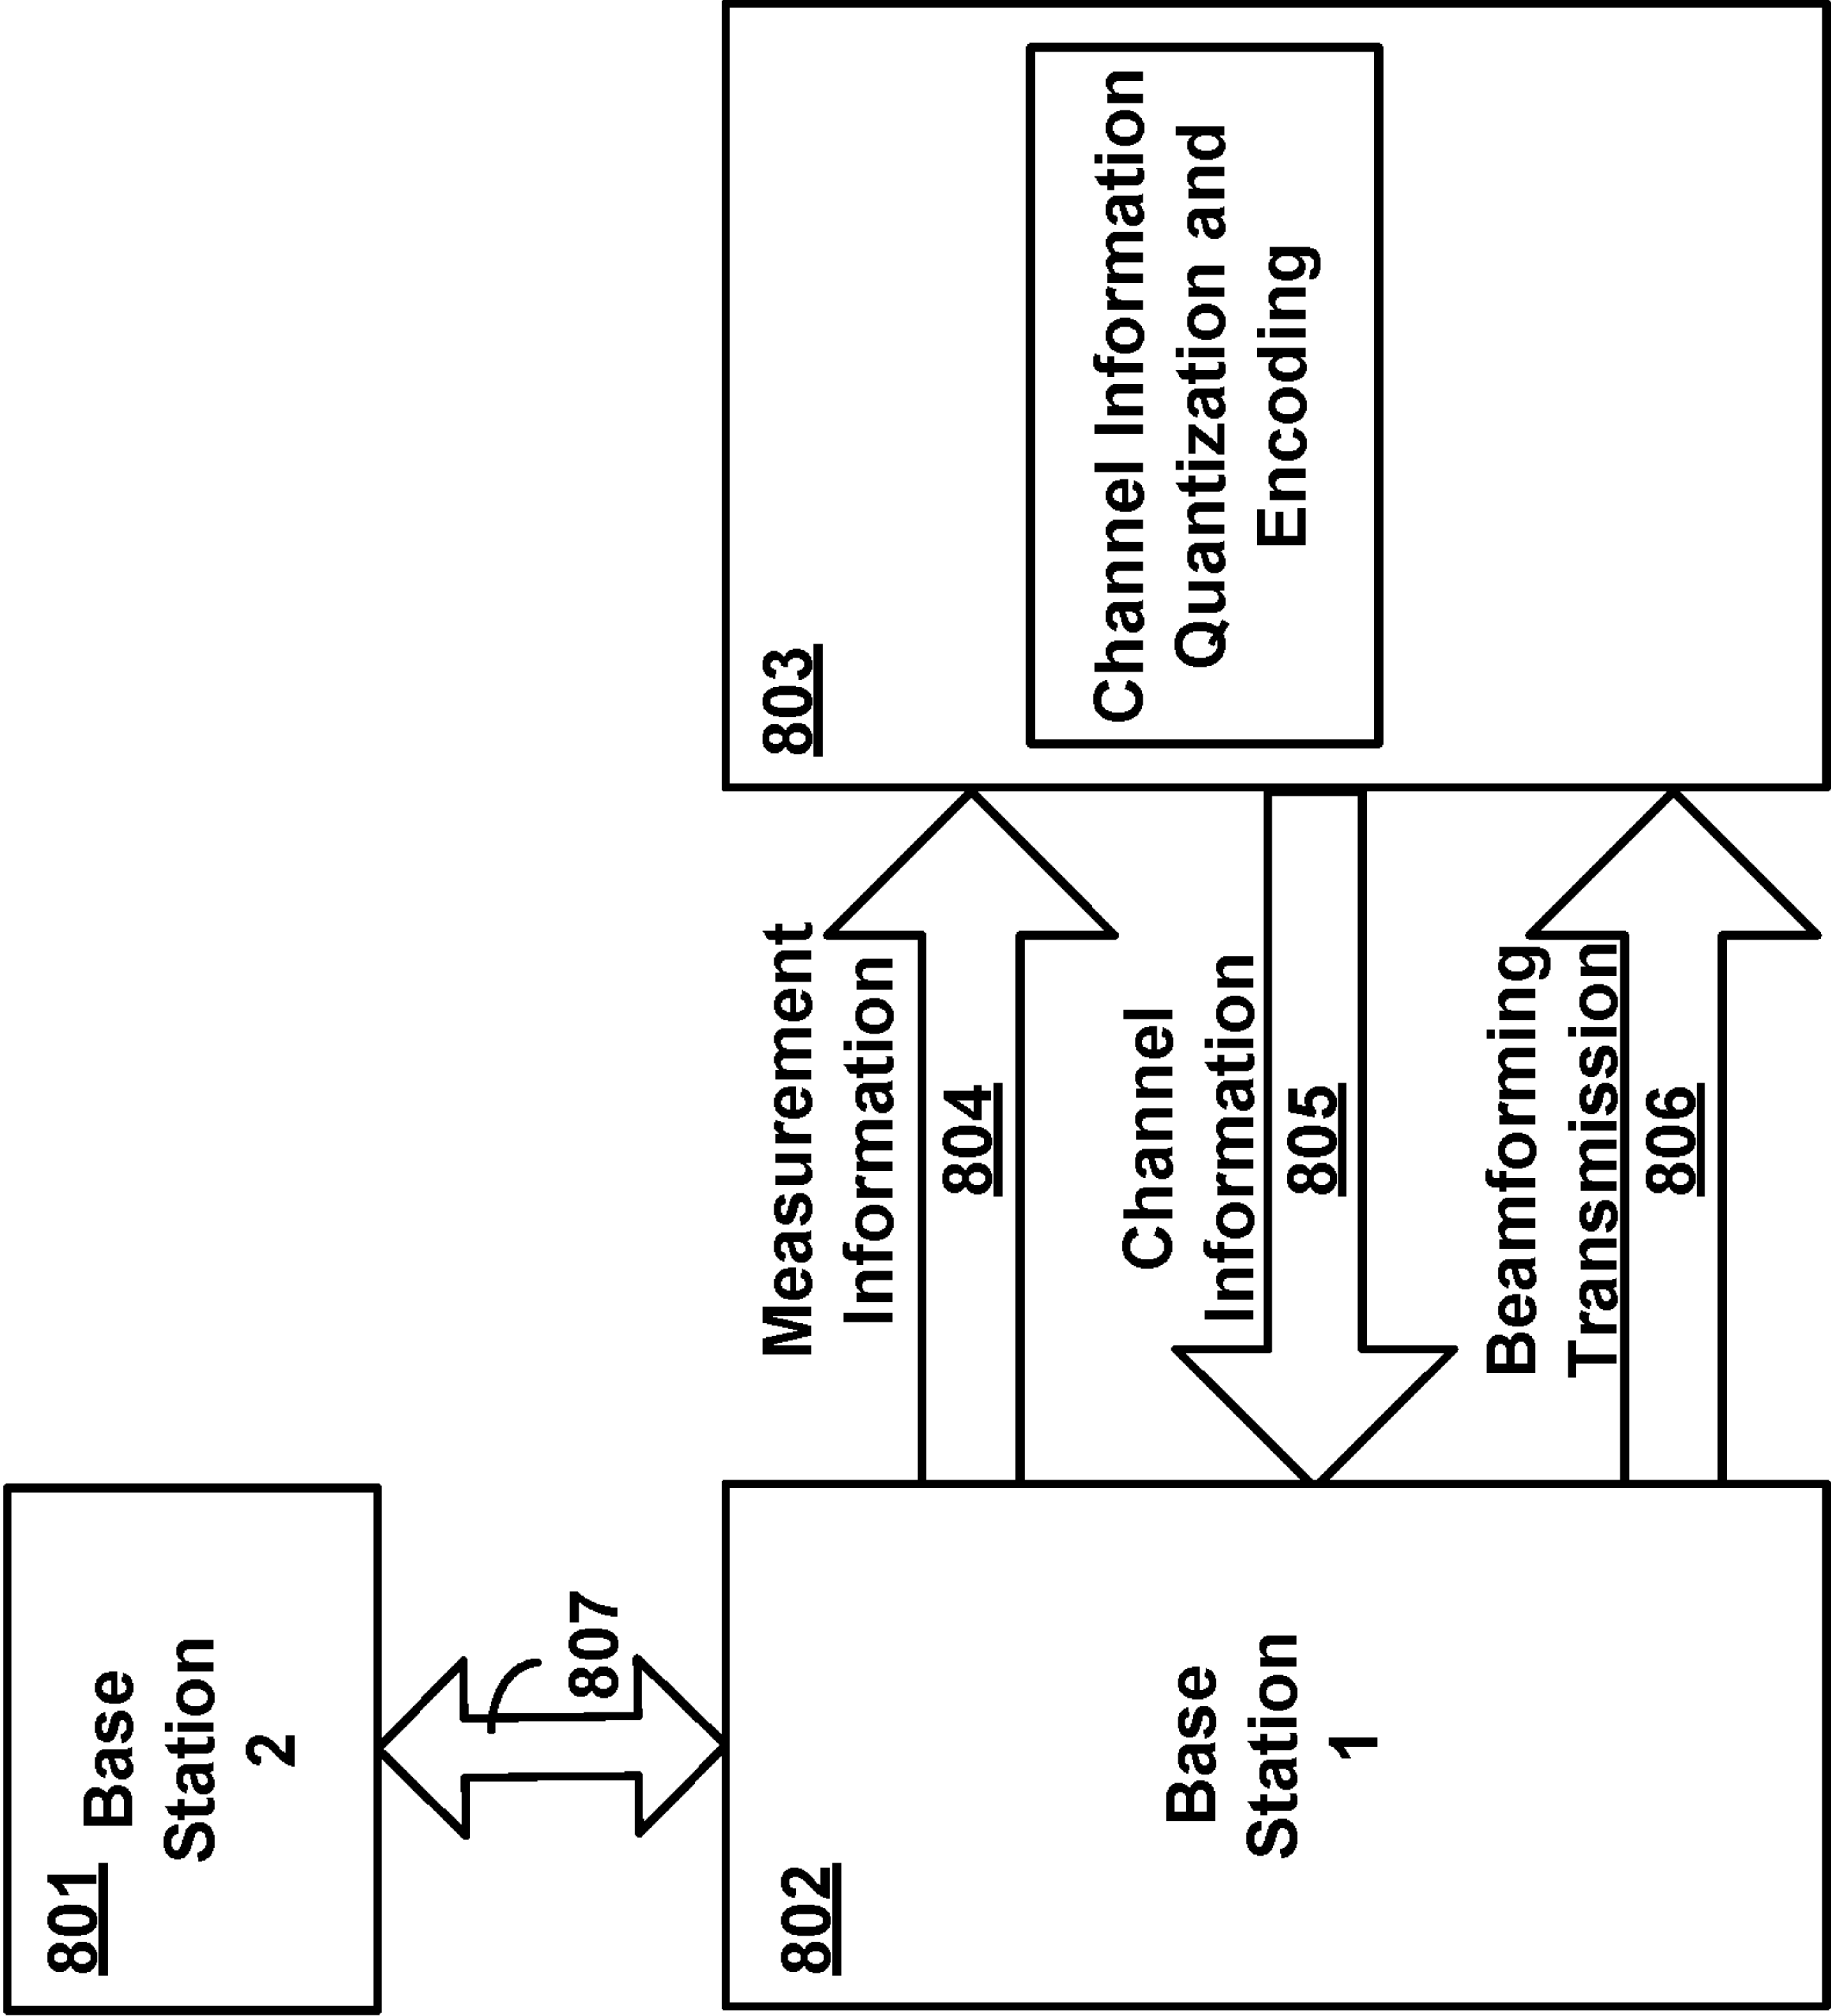 801
Base
Station
2
807
802
Base
Station
1
Measurement
Information
804
Channel
Information
805
Beamforming
Transmission
806
803
Channel Information
Quantization and
Encoding